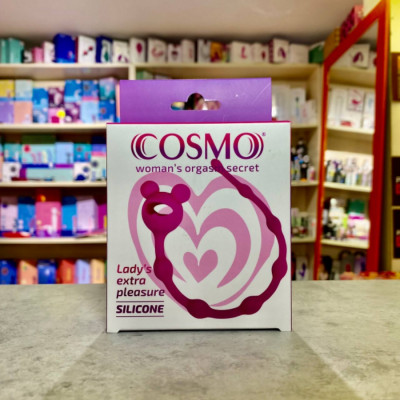 COSMO®
woman's orgasm secret
Lady's
extra
pleasure
SILICONE